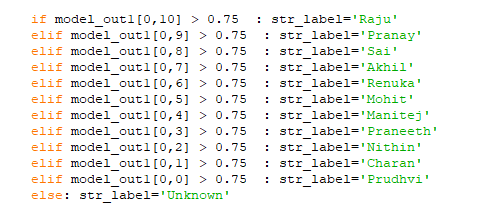 if model_out1[0,10] > 0.75  : str_label='Raju'
elif model_out1[0,9] > 0.75  : str_label='Pranay'
elif model_out1[0,8] > 0.75  : str_label='Sai'
elif model_out1[0,7] > 0.75  : str_label='Akhil'
elif model_out1[0,6] > 0.75  : str_label='Renuka'
elif model_out1[0,5] > 0.75  : str_label='Mohit'
elif model_out1[0,4] > 0.75  : str_label='Manitej'
elif model_out1[0,3] > 0.75  : str_label='Praneeth'
elif model_out1[0,2] > 0.75  : str_label='Nithin'
elif model_out1[0,1] > 0.75  : str_label='Charan'
elif model_out1[0,0] > 0.75  : str_label='Prudhvi'
else: str_label='Unknown'